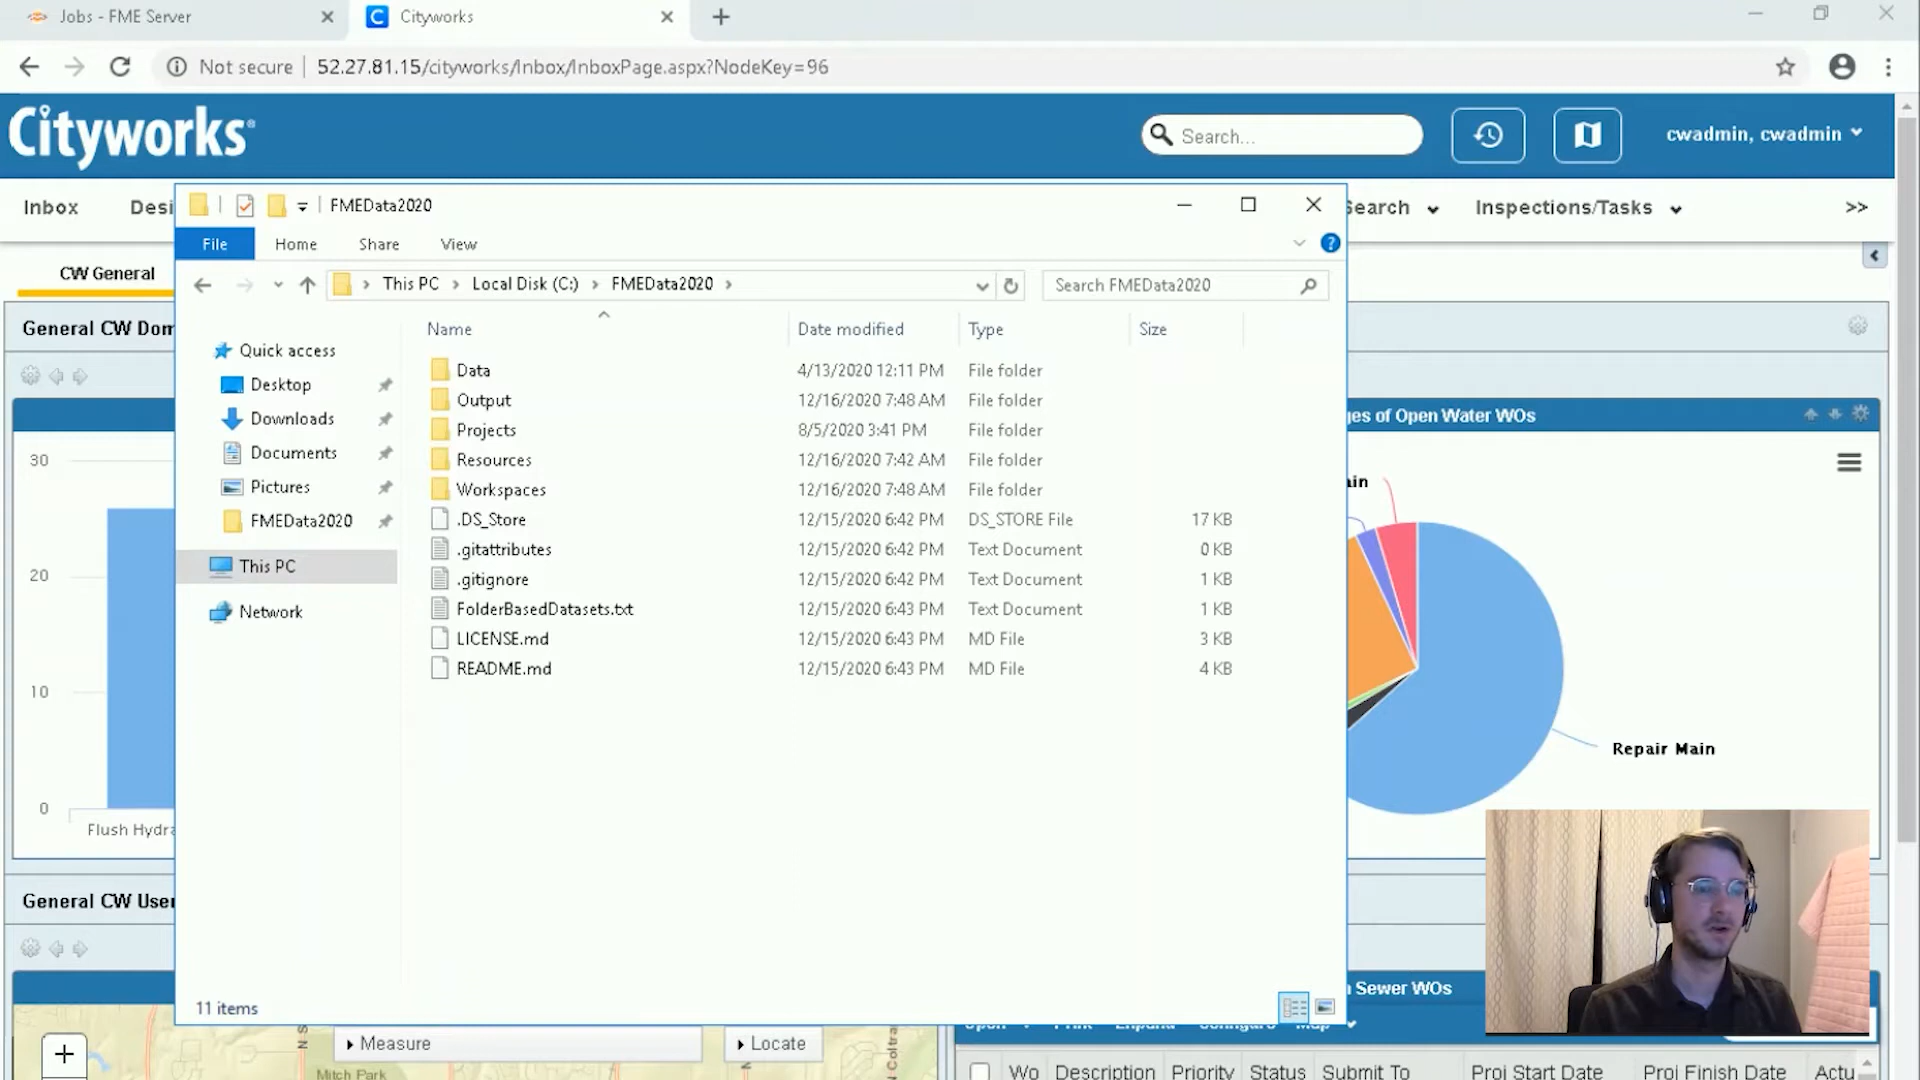 Jobs - FME Server
Cityworks
Not secure 52.27.81.15/cityworks/Inbox/InboxPage.aspx?NodeKey=96
Cityworks
Search...
cwadmin, cwadmin
Inbox
Desi
Search
Inspections/Tasks
>>
FMEData2020
File Home Share View
This PC > Local Disk (C:) > FMEData2020 >
Search FMEData2020
CW General
General CW Dom
Name Date modified Type Size
Quick access
Desktop
Downloads
Documents
Pictures
FMEData2020
This PC
Network
Data 4/13/2020 12:11 PM File folder
Output 12/16/2020 7:48 AM File folder
Projects 8/5/2020 3:41 PM File folder
Resources 12/16/2020 7:42 AM File folder
Workspaces 12/16/2020 7:48 AM File folder
.DS_Store 12/15/2020 6:42 PM DS_STORE File 17 KB
.gitattributes 12/15/2020 6:42 PM Text Document 0 KB
.gitignore 12/15/2020 6:42 PM Text Document 1 KB
FolderBasedDatasets.txt 12/15/2020 6:43 PM Text Document 1 KB
LICENSE.md 12/15/2020 6:43 PM MD File 3 KB
README.md 12/15/2020 6:43 PM MD File 4 KB
11 items
30
20
10
0
Flush Hydra
ges of Open Water WOs
ain
Repair Main
General CW User
Sewer WOs
Measure
Locate
Mitch Park
N Coltra
Wo Description Priority Status Submit To Proj Start Date Proj Finish Date Actu